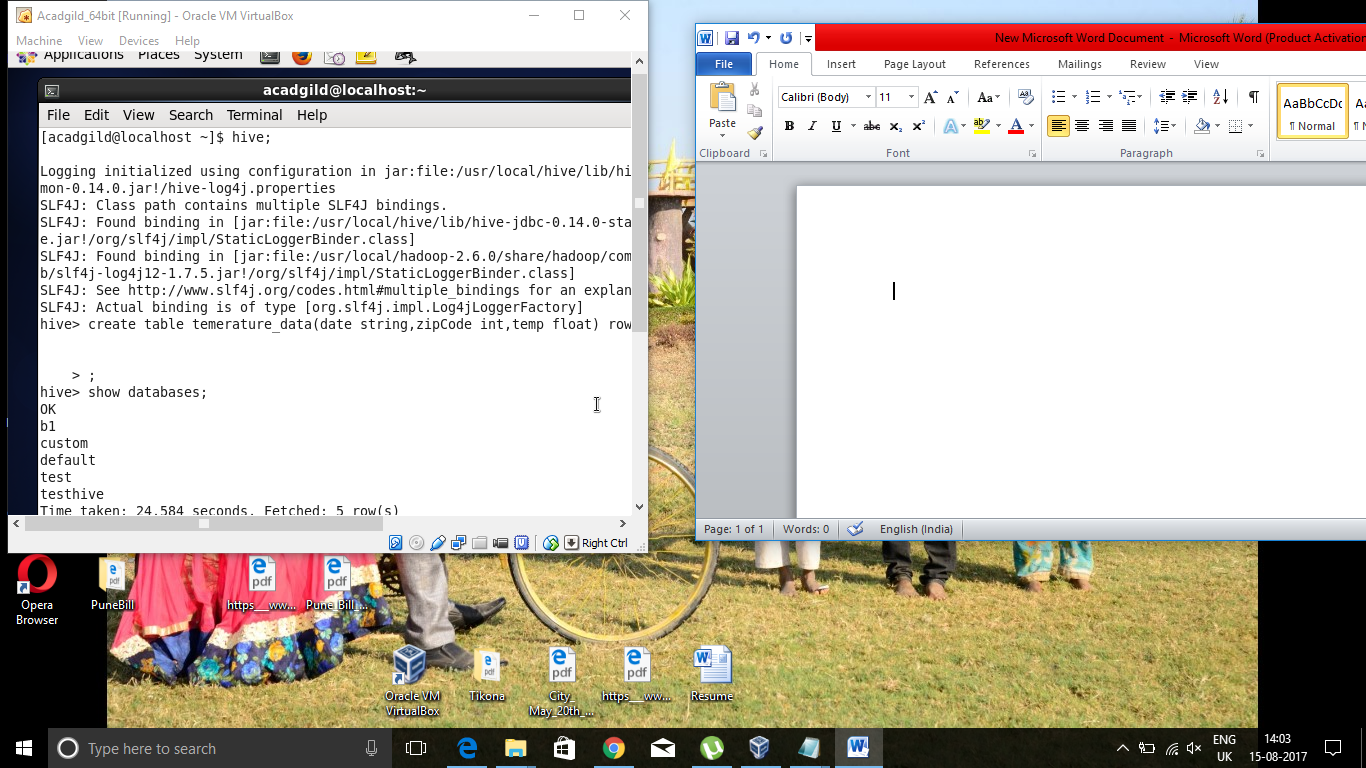 Acadgild_64bit [Running] - Oracle VM VirtualBox
Machine View Devices Help
Applications Places System
acadgild@localhost:~
File Edit View Search Terminal Help
[acadgild@localhost ~]$ hive;
Logging initialized using configuration in jar:file:/usr/local/hive/lib/hi
mon-0.14.0.jar!/hive-log4j.properties
SLF4J: Class path contains multiple SLF4J bindings.
SLF4J: Found binding in [jar:file:/usr/local/hive/lib/hive-jdbc-0.14.0-sta
e.jar!/org/slf4j/impl/StaticLoggerBinder.class]
SLF4J: Found binding in [jar:file:/usr/local/hadoop-2.6.0/share/hadoop/com
b/slf4j-log4j12-1.7.5.jar!/org/slf4j/impl/StaticLoggerBinder.class]
SLF4J: See http://www.slf4j.org/codes.html#multiple_bindings for an explan
SLF4J: Actual binding is of type [org.slf4j.impl.Log4jLoggerFactory]
hive> create table temerature_data(date string,zipCode int,temp float) row
> ;
hive> show databases;
OK
b1
custom
default
test
testhive
Time taken: 24.584 seconds, Fetched: 5 row(s)
Right Ctrl
New Microsoft Word Document - Microsoft Word (Product Activation
File Home Insert Page Layout References Mailings Review View
Paste
Calibri (Body) 11
B I U abc x₂ x²
AaBbCcDc
¶ Normal
Clipboard Font Paragraph
Page: 1 of 1 Words: 0 English (India)
Opera Browser
PuneBill
https___ww...
Pune_Bill_...
Oracle VM VirtualBox
Tikona
City_ May_20th_...
https___ww...
Resume
Type here to search
ENG
UK
14:03
15-08-2017